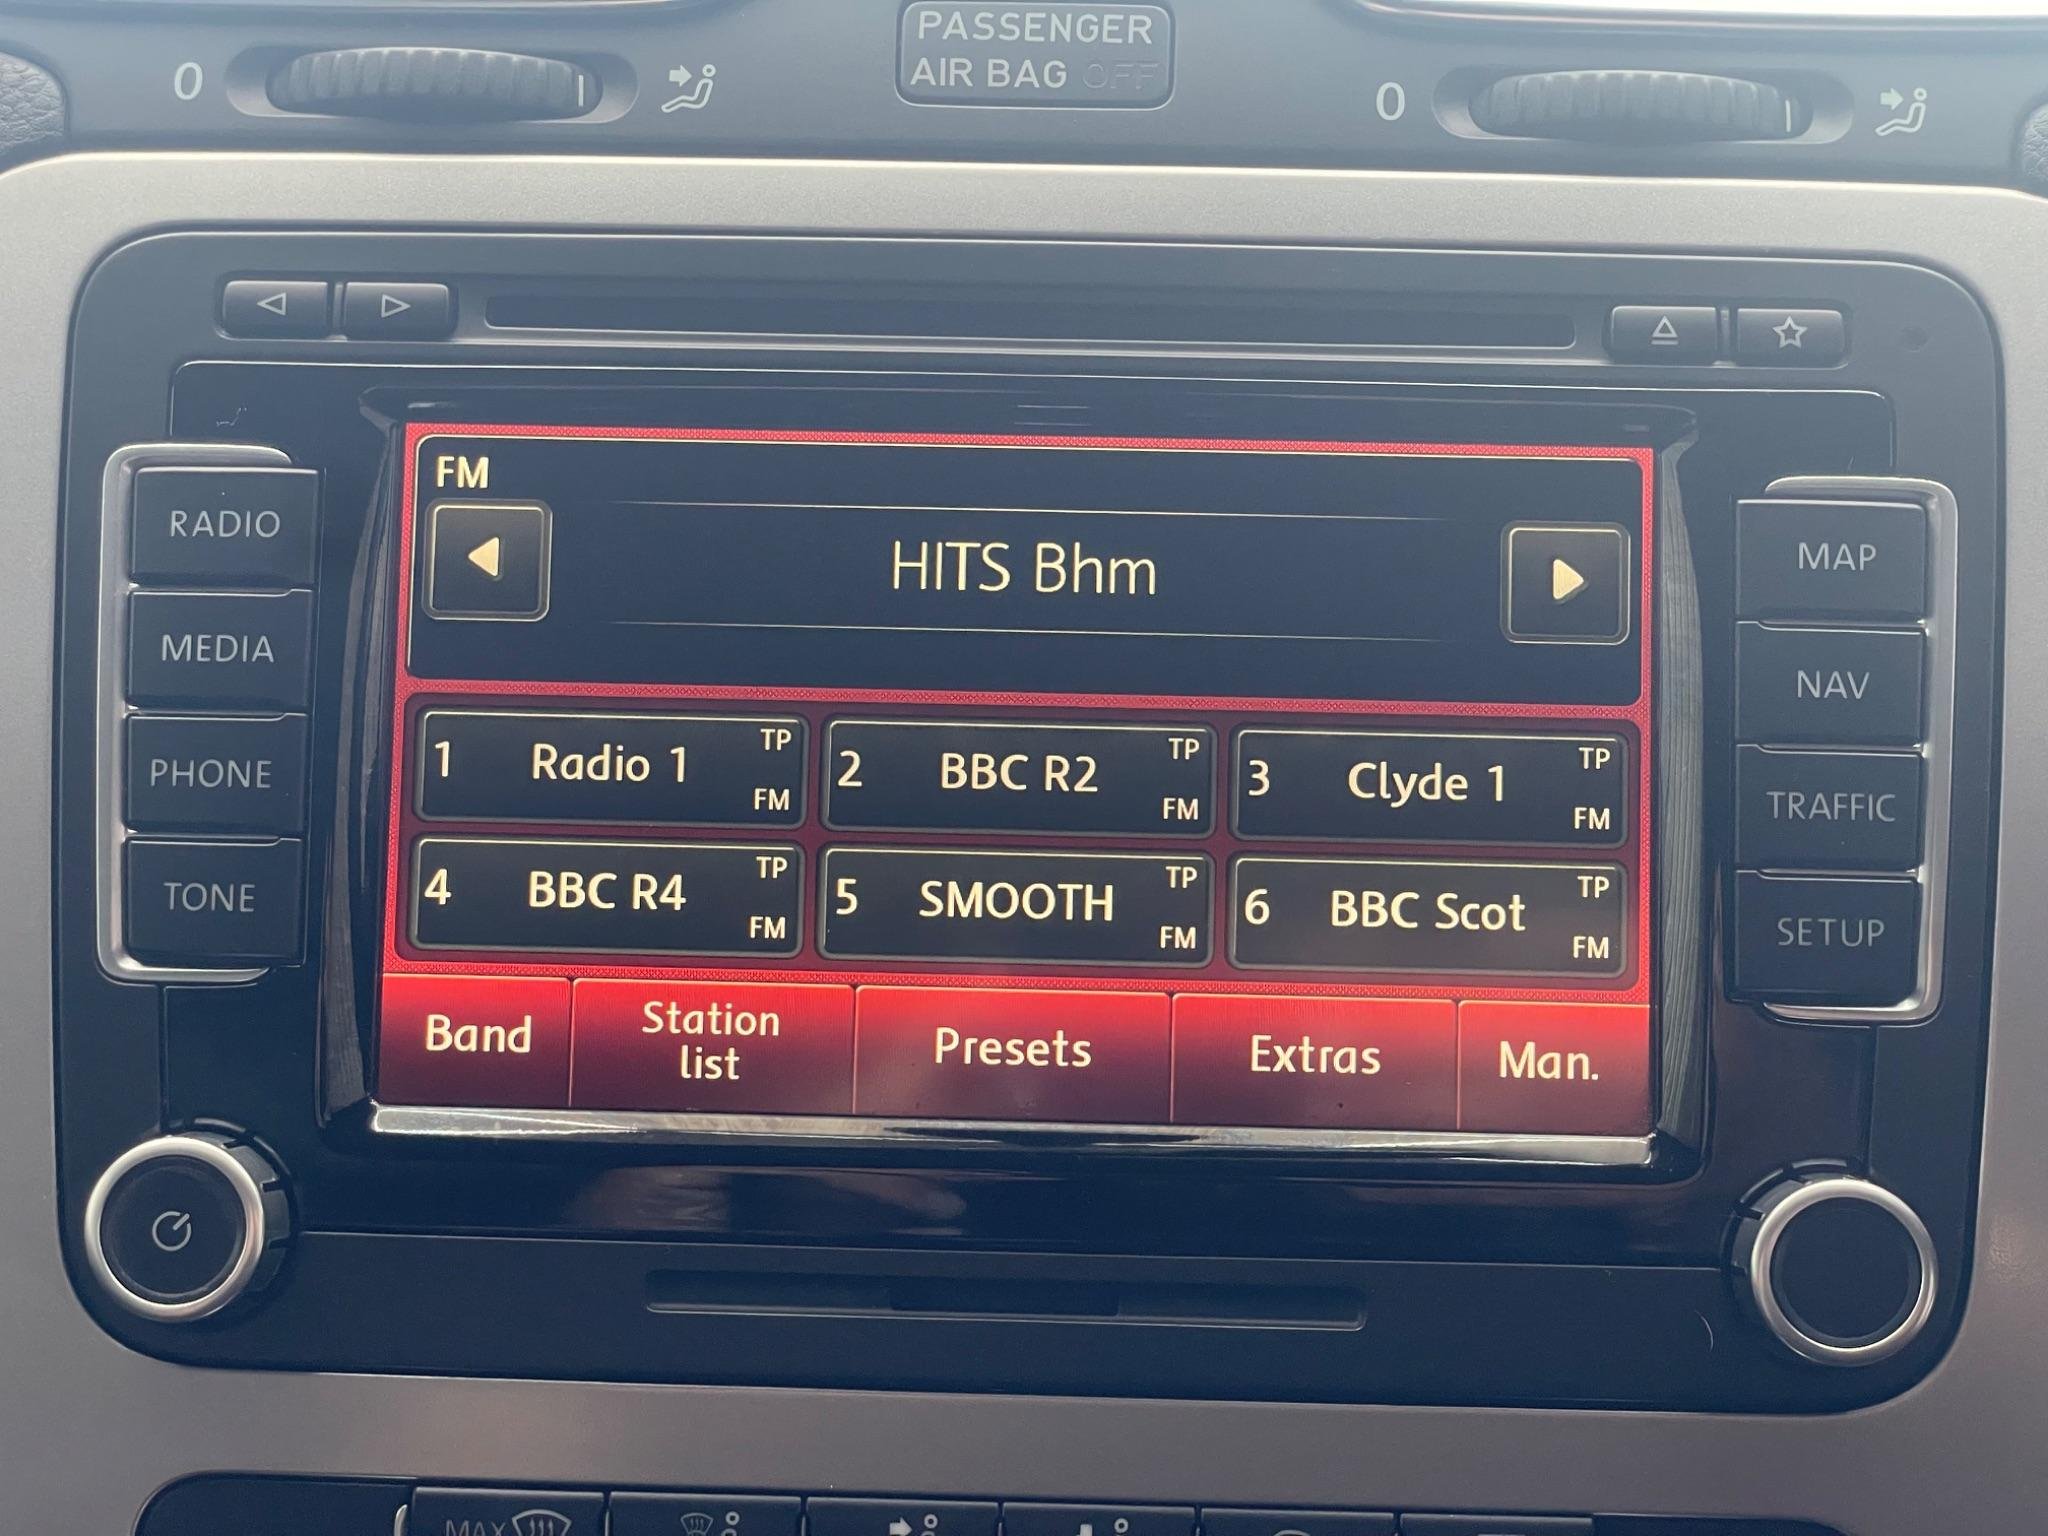 PASSENGER
AIR BAG OFF
0
0
RADIO
MEDIA
PHONE
TONE
FM
HITS Bhm
1 Radio 1 TP FM
2 BBC R2 TP FM
3 Clyde 1 TP FM
4 BBC R4 TP FM
5 SMOOTH TP FM
6 BBC Scot TP FM
Band
Station
list
Presets
Extras
Man.
MAP
NAV
TRAFFIC
SETUP
MAX